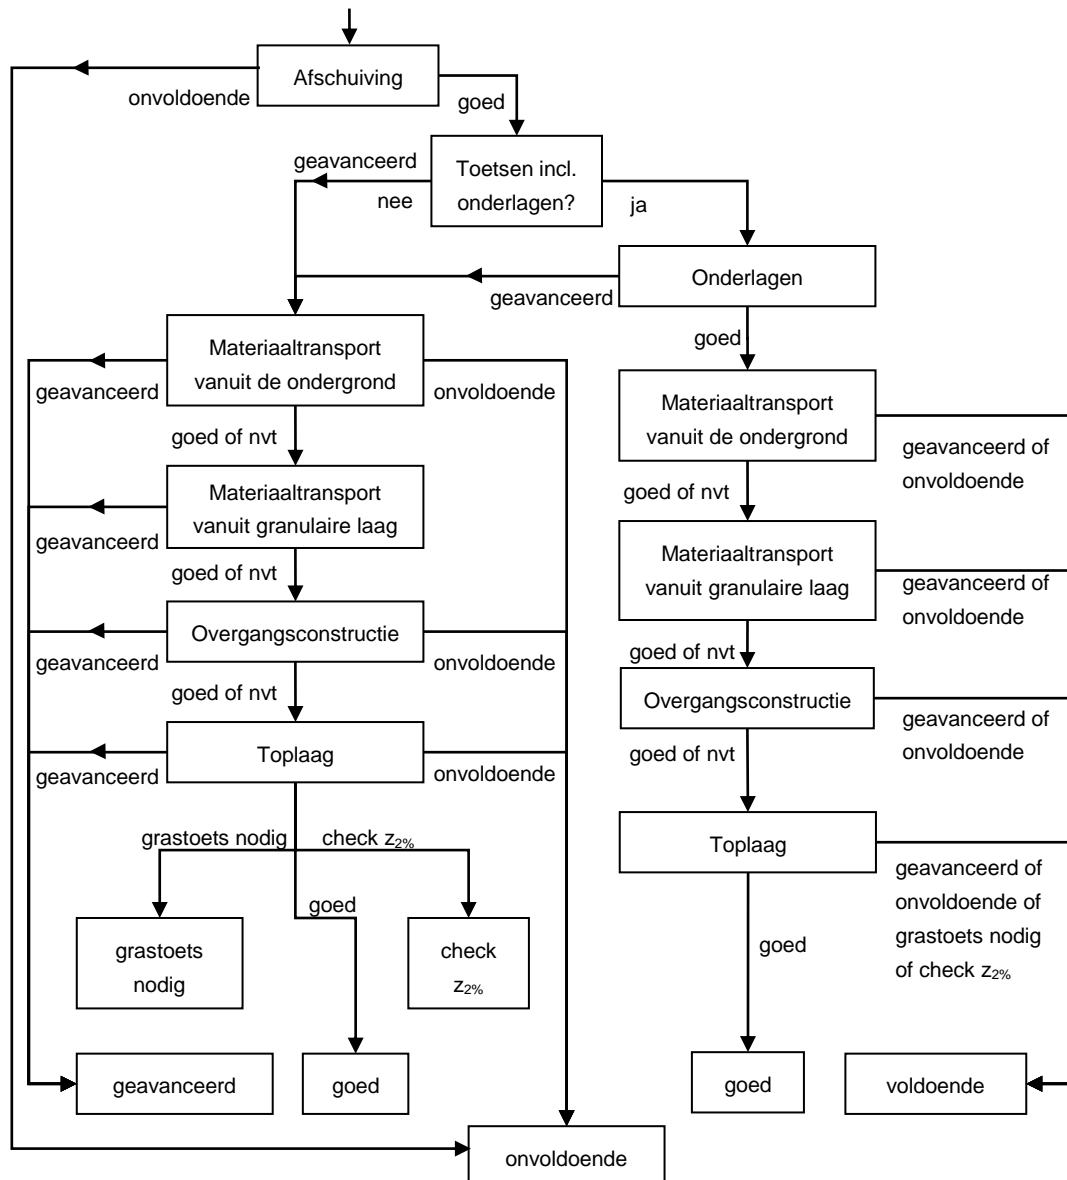 Afschuiving
onvoldoende
goed
geavanceerd
Toetsen incl.
onderlagen?
nee
ja
Onderlagen
geavanceerd
goed
Materiaaltransport
vanuit de ondergrond
geavanceerd
onvoldoende
goed of nvt
Materiaaltransport
vanuit de ondergrond
geavanceerd of
onvoldoende
goed of nvt
Materiaaltransport
vanuit granulaire laag
geavanceerd
goed of nvt
Materiaaltransport
vanuit granulaire laag
geavanceerd of
onvoldoende
goed of nvt
Overgangsconstructie
geavanceerd
onvoldoende
goed of nvt
Overgangsconstructie
geavanceerd of
onvoldoende
goed of nvt
Toplaag
geavanceerd
onvoldoende
grastoets nodig
check z2%
goed
Toplaag
geavanceerd of
onvoldoende of
grastoets nodig
of check z2%
goed
grastoets
nodig
check
z2%
geavanceerd
goed
goed
voldoende
onvoldoende